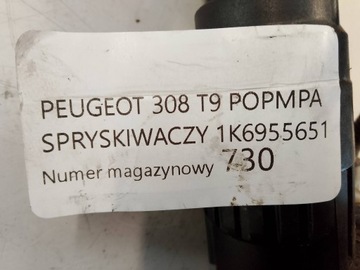 PEUGEOT 308 T9 POPMPA
SPRYSKIWACZY 1K6955651
Numer magazynowy 730